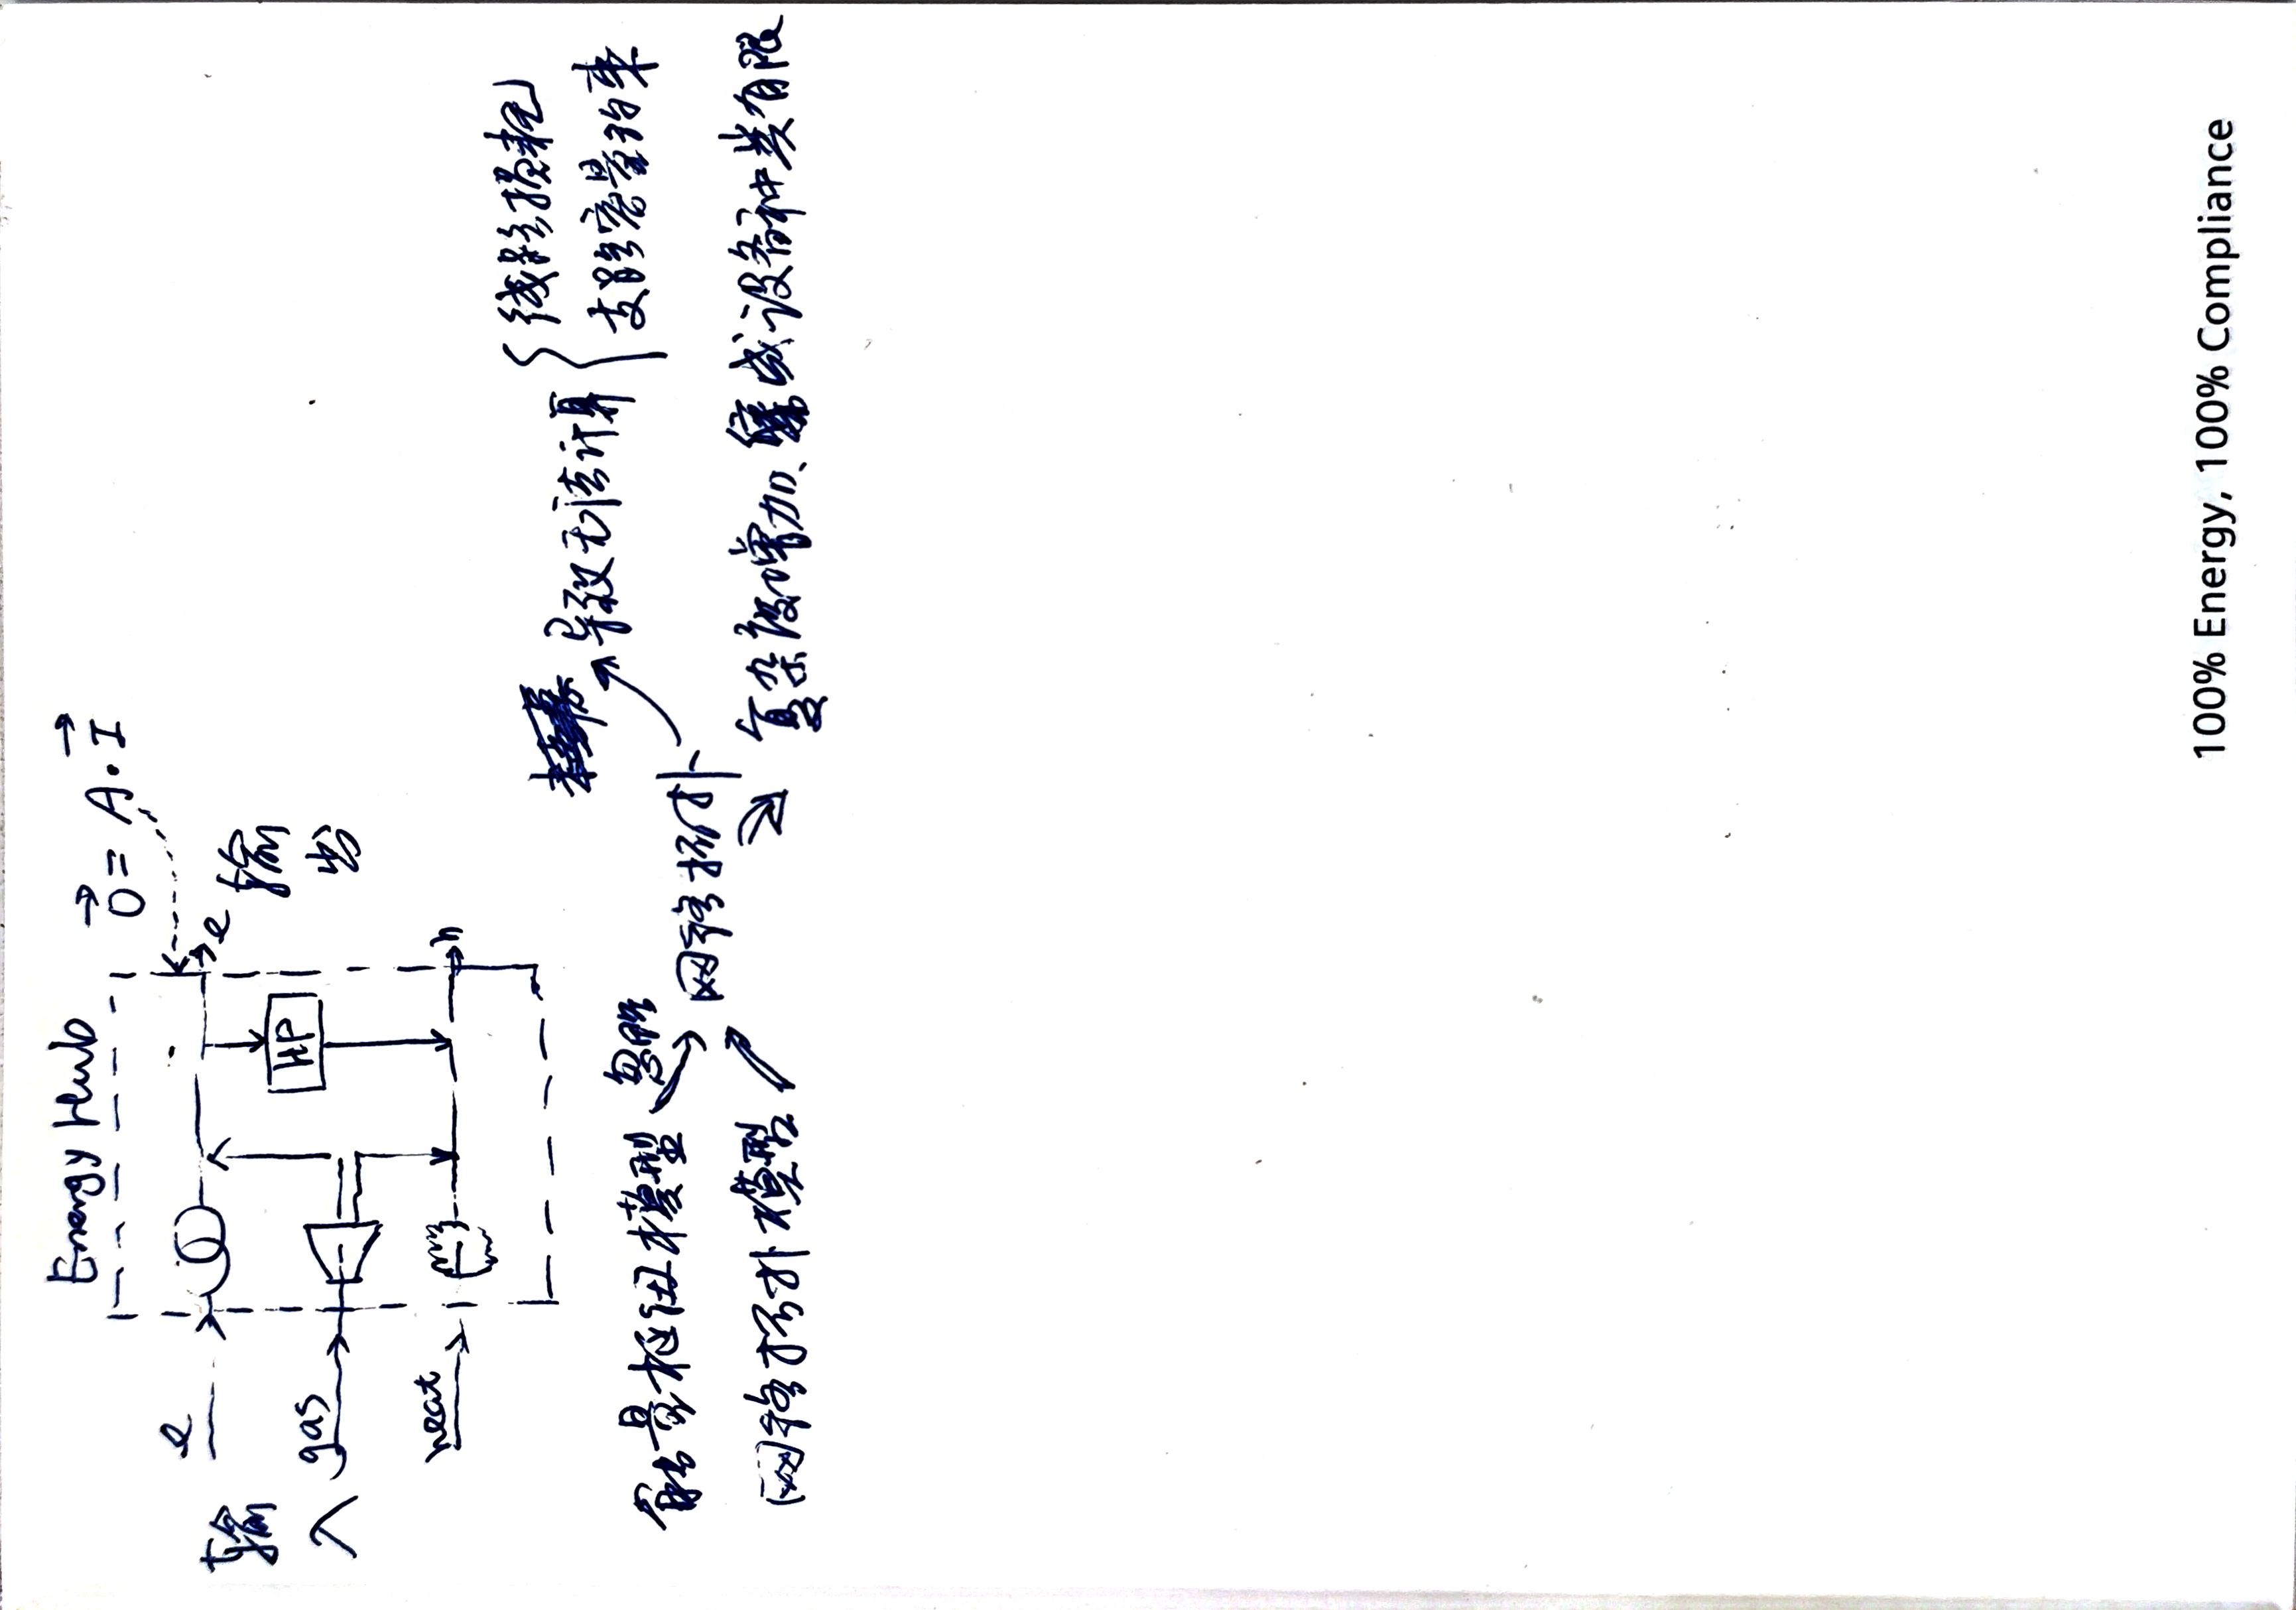 Energy Hub
O = A · I
e
e
输入
输出
gas
HP
heat
h
导致无法计算
线路损耗
支路容量约束
能量枢纽模型
忽略
网络拓扑
网络拓扑模型
复杂度增加、集成设备种类有限
100% Energy, 100% Compliance